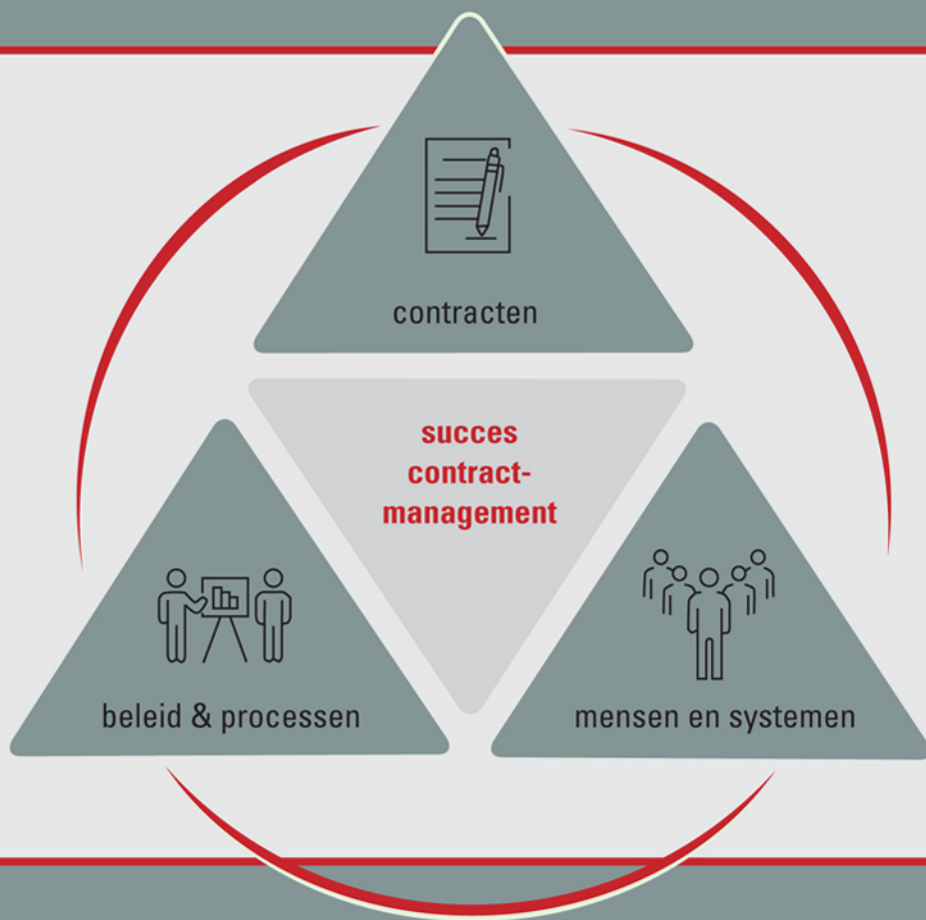 contracten
succes
contract-
management
beleid & processen
mensen en systemen